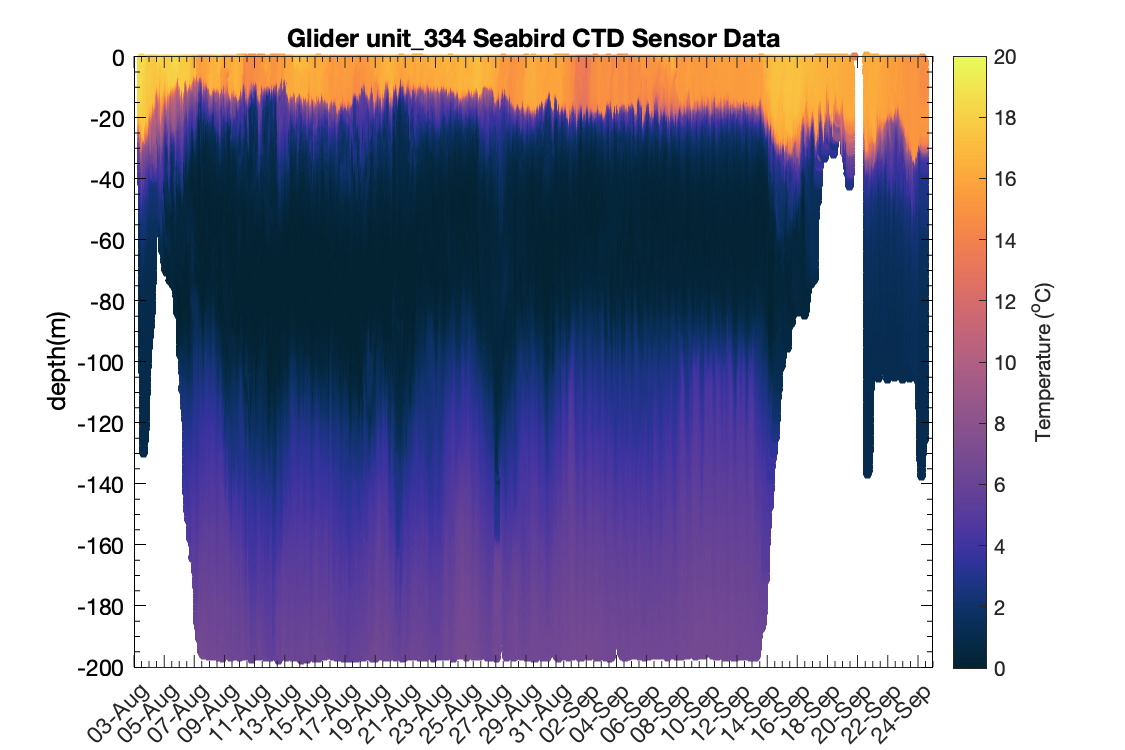 Glider unit_334 Seabird CTD Sensor Data
0
-20
-40
-60
-80
-100
-120
-140
-160
-180
-200
depth(m)
03-Aug
05-Aug
07-Aug
09-Aug
11-Aug
13-Aug
15-Aug
17-Aug
19-Aug
21-Aug
23-Aug
25-Aug
27-Aug
29-Aug
31-Aug
02-Sep
04-Sep
06-Sep
08-Sep
10-Sep
12-Sep
14-Sep
16-Sep
18-Sep
20-Sep
22-Sep
24-Sep
20
18
16
14
12
10
8
6
4
2
0
Temperature (°C)